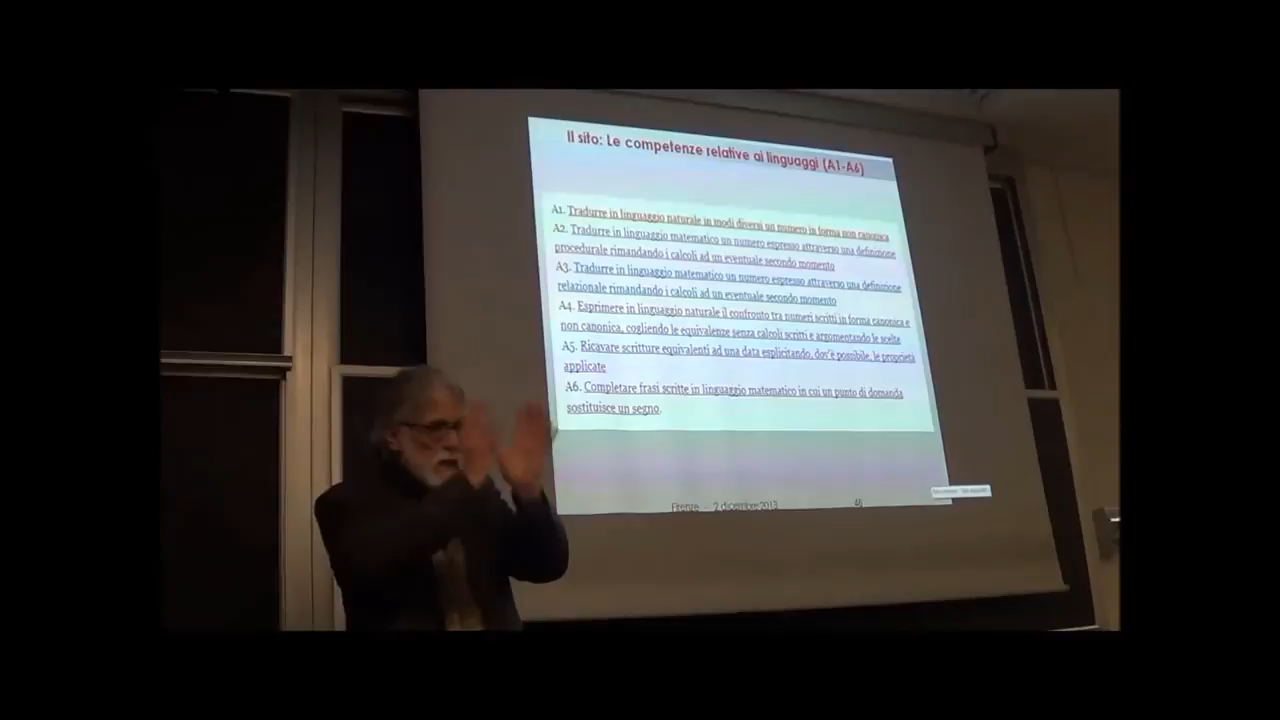 Il sito: Le competenze relative ai linguaggi (A1-A6)
A1. Tradurre in linguaggio naturale in modi diversi un numero in forma non canonica
A2. Tradurre in linguaggio matematico un numero espresso attraverso una definizione
procedurale rimandando i calcoli ad un eventuale secondo momento
A3. Tradurre in linguaggio matematico un numero espresso attraverso una definizione
relazionale rimandando i calcoli ad un eventuale secondo momento
A4. Esprimere in linguaggio naturale il confronto tra numeri scritti in forma canonica e
non canonica, cogliendo le equivalenze senza calcoli scritti e argomentando le scelte
A5. Ricavare scritture equivalenti ad una data esplicitando, dov'è possibile, le proprietà
applicate
A6. Completare frasi scritte in linguaggio matematico in cui un punto di domanda
sostituisce un segno.
Firenze - 2 dicembre 2013